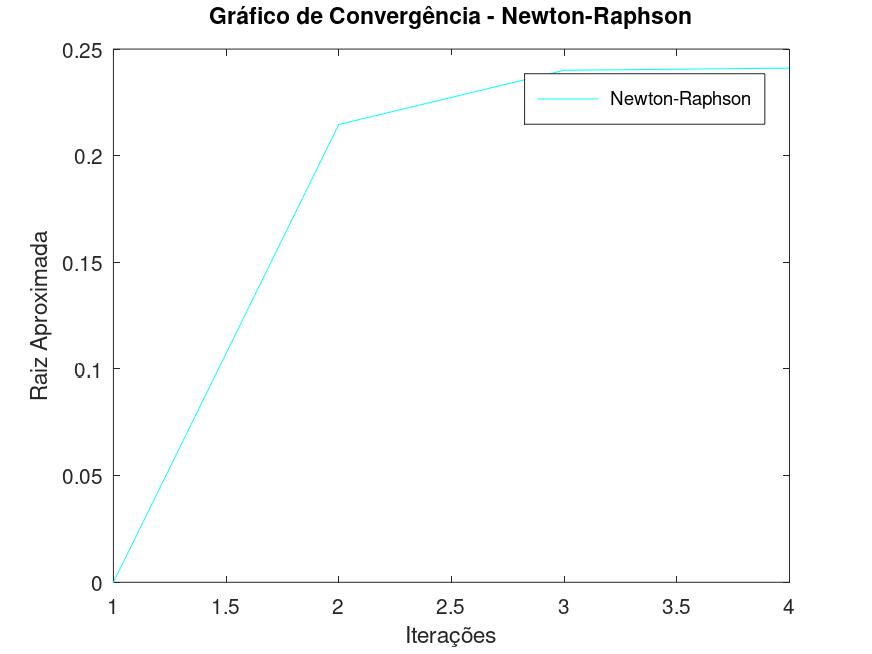 Gráfico de Convergência - Newton-Raphson
0.25
0.2
0.15
0.1
0.05
0
Raiz Aproximada
Newton-Raphson
1 1.5 2 2.5 3 3.5 4
Iterações